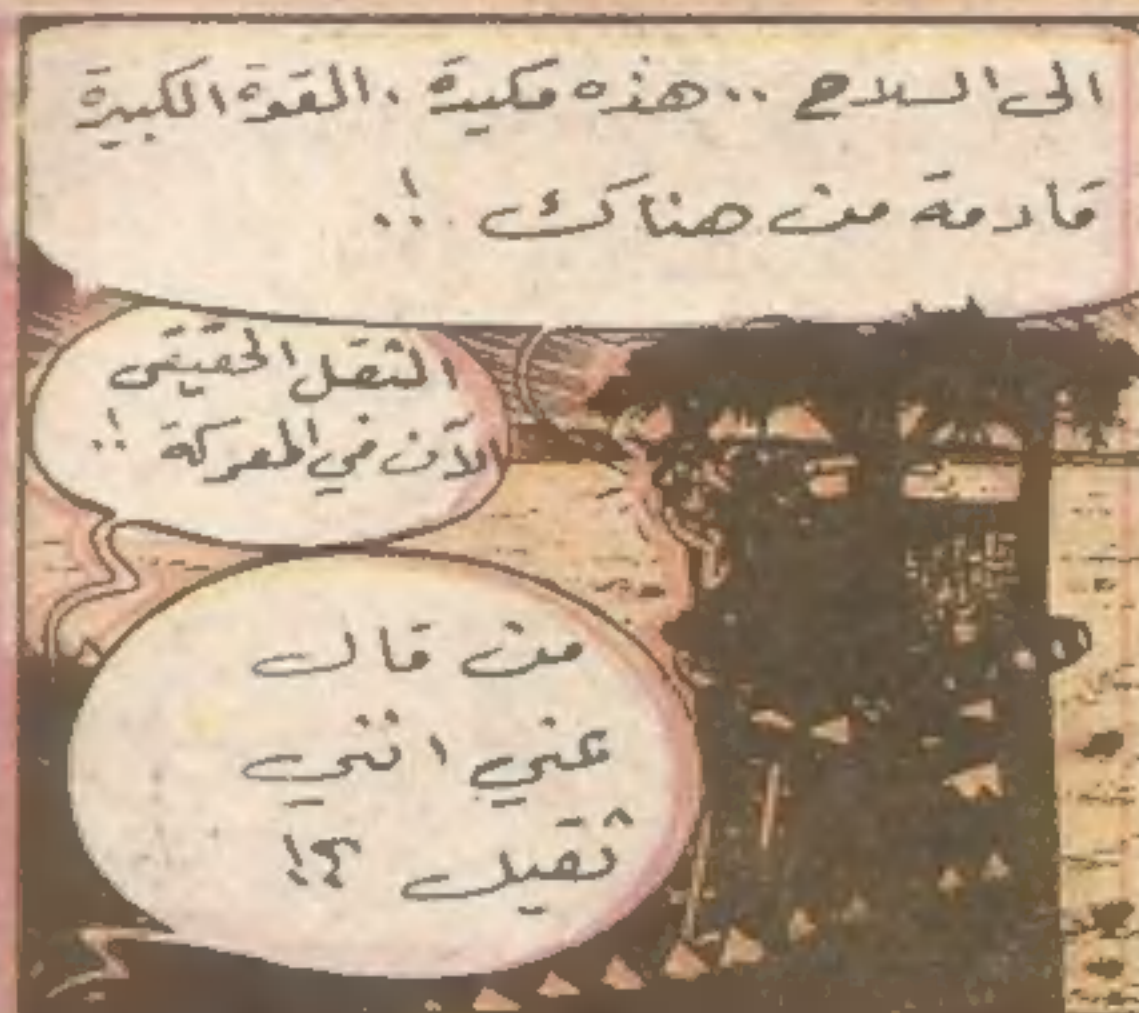 الى السلاح .. هذه مكيدة . القوة الكبيرة
قادمة من هناك !.
الثقل الحقيقي
الآن في المعركة !.
من قال
عني انني
ثقيل ؟!